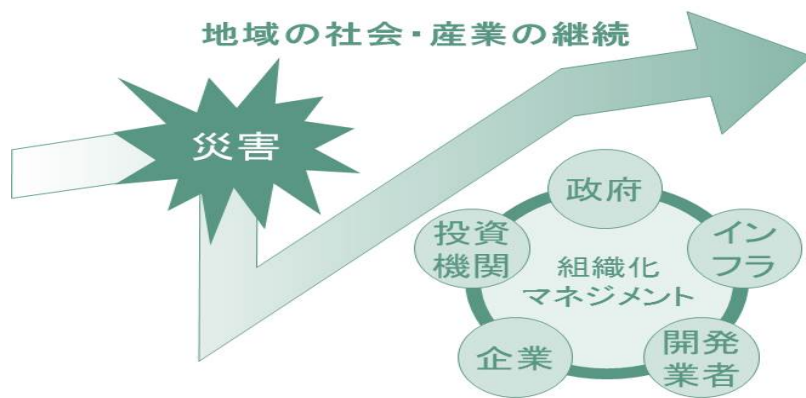 地域の社会・産業の継続
災害
政府
投資
機関
イン
フラ
組織化
マネジメント
企業
開発
業者